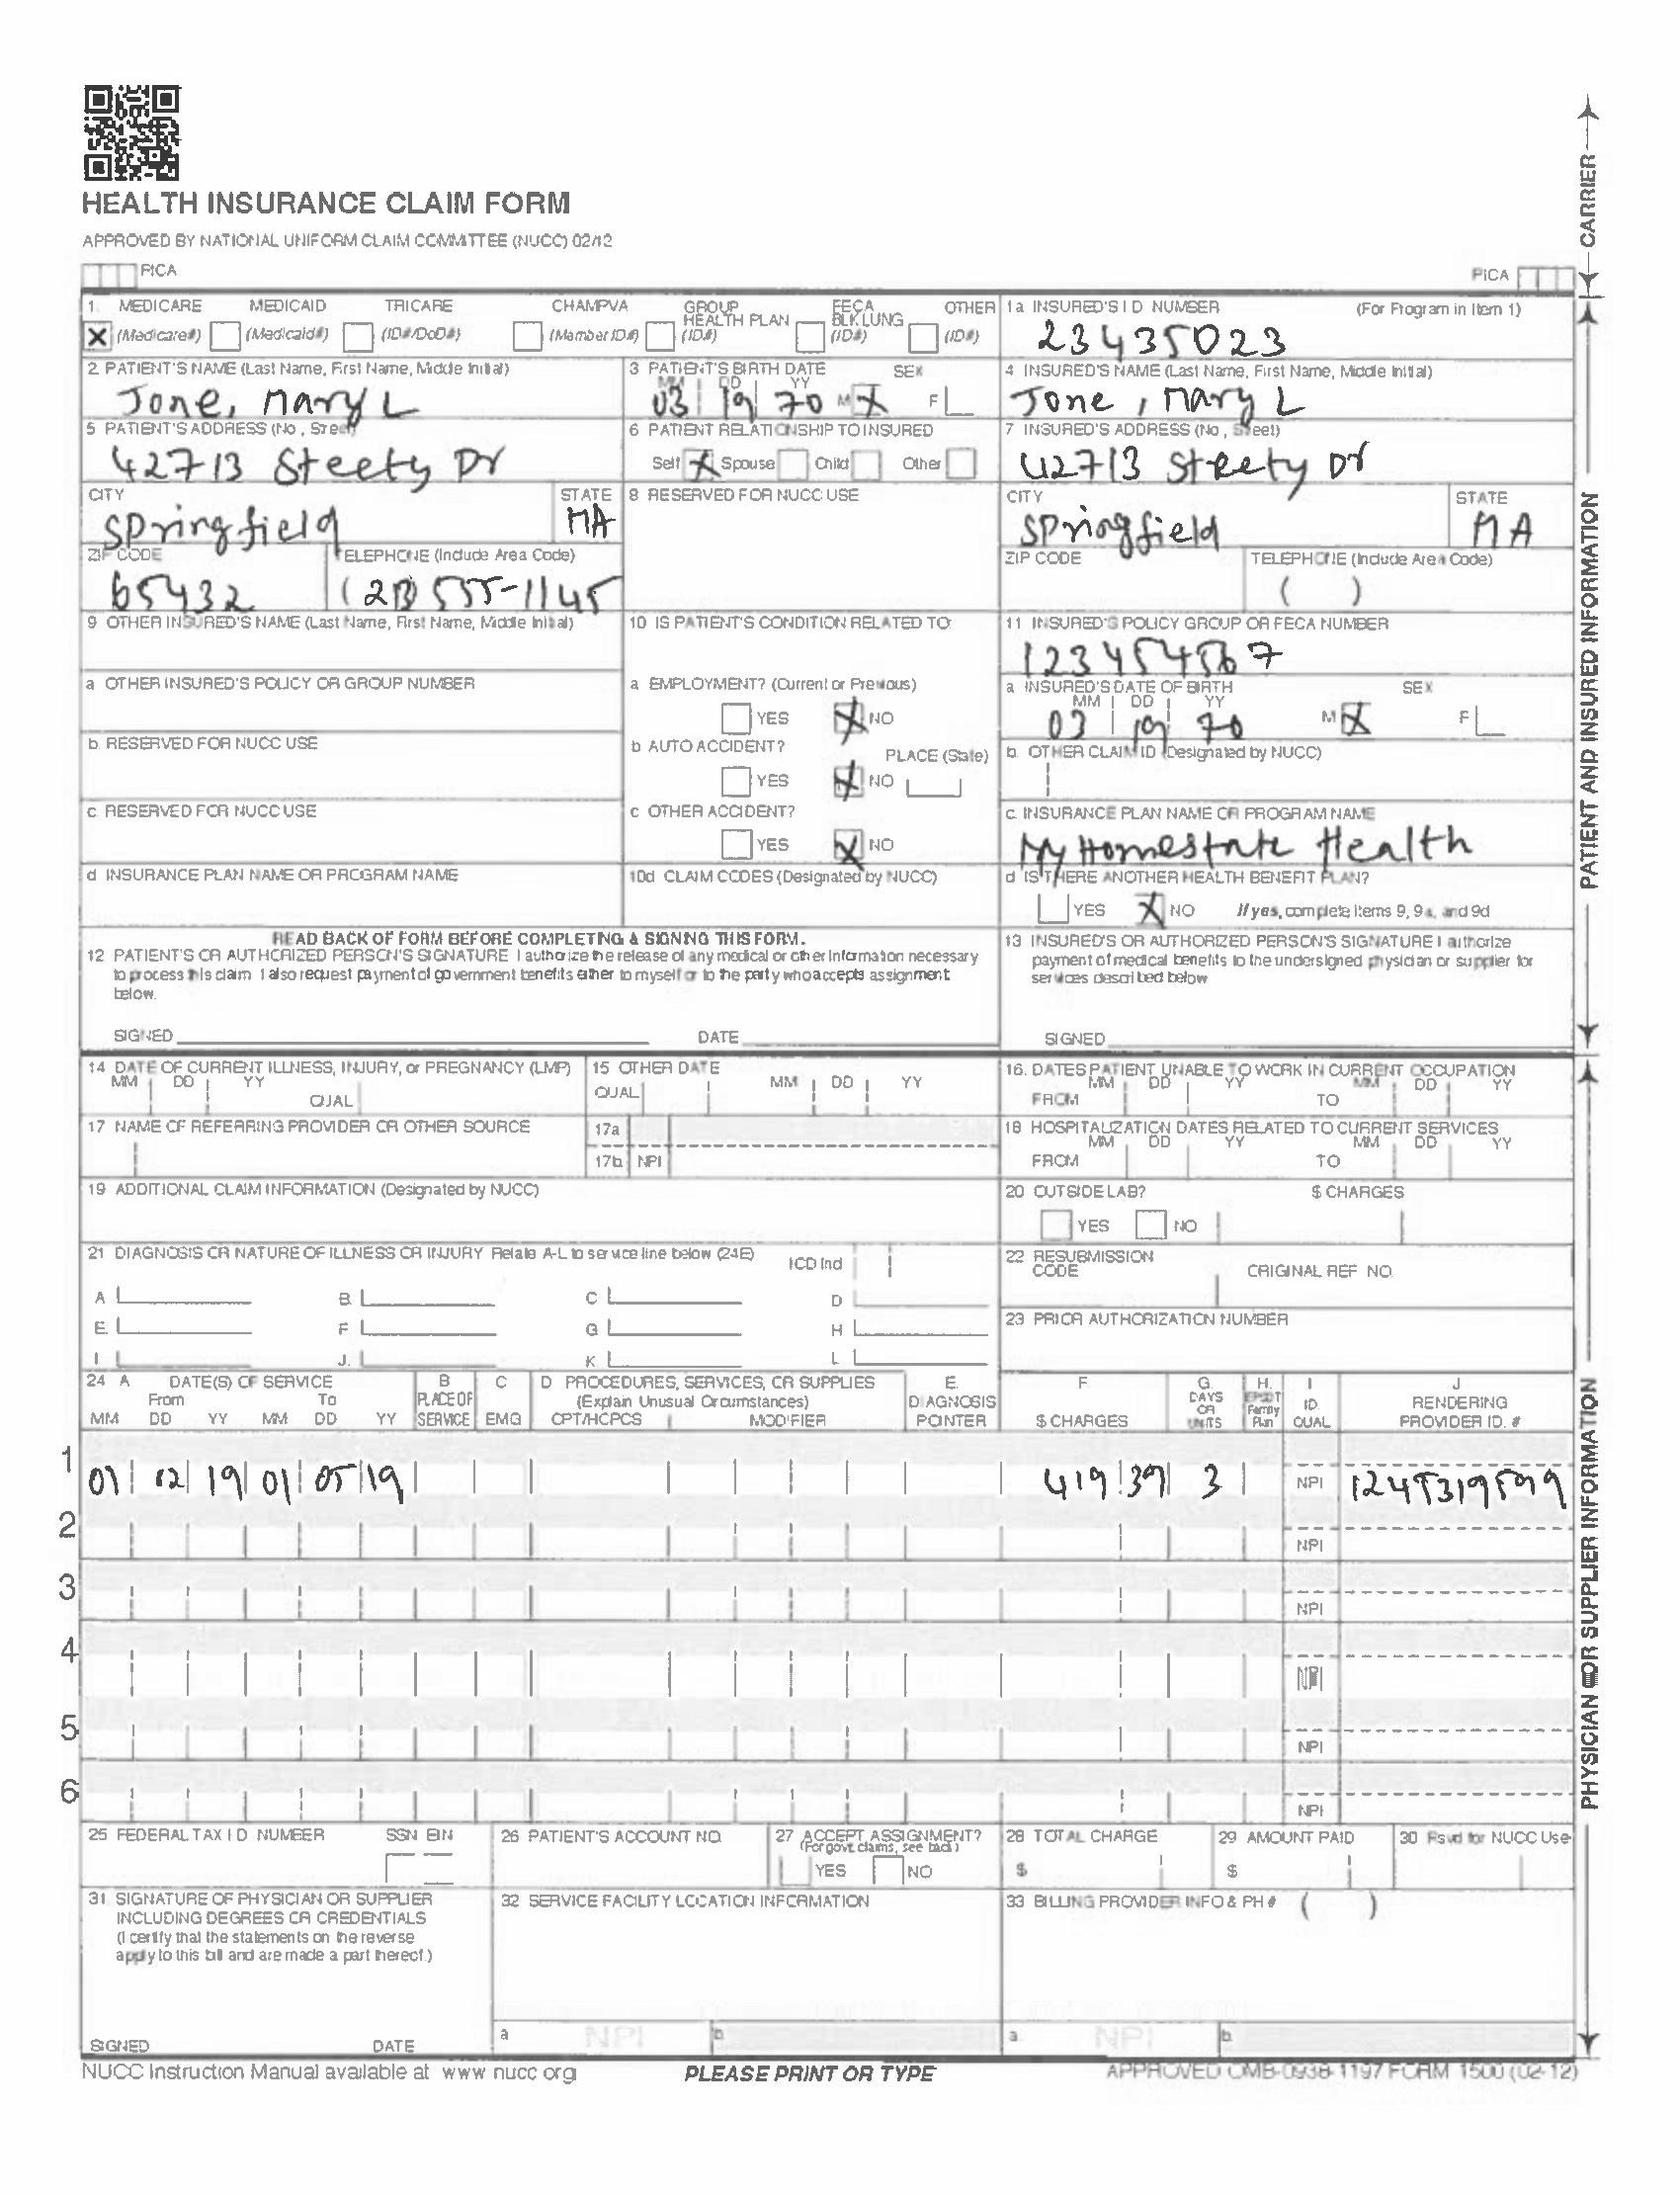 HEALTH INSURANCE CLAIM FORM
APPROVED BY NATIONAL UNIFORM CLAIM COMMITTEE (NUCC) 02/12
PICA
PICA
CARRIER
1. MEDICARE MEDICAID TRICARE CHAMPVA GROUP HEALTH PLAN FECA BLK LUNG OTHER
X (Medicare#) (Medicaid#) (ID#/DoD#) (Member ID#) (ID#) (ID#) (ID#)
1a INSURED'S I D NUMBER (For Program in Item 1)
23435023
2. PATIENT'S NAME (Last Name, First Name, Middle Initial)
Jone, Mary L
3 PATIENT'S BIRTH DATE SEX
MM DD YY
03 19 70 M X F
4 INSURED'S NAME (Last Name, First Name, Middle Initial)
Jone, Mary L
5 PATIENT'S ADDRESS (No, Street)
42713 Steety Dr
6 PATIENT RELATIONSHIP TO INSURED
Self X Spouse Child Other
7 INSURED'S ADDRESS (No, Street)
42713 Streety Dr
CITY STATE
Springfield MA
8 RESERVED FOR NUCC USE
CITY STATE
Springfield MA
ZIP CODE TELEPHONE (Include Area Code)
65432 (213) 555-1145
ZIP CODE TELEPHONE (Include Area Code)
( )
9 OTHER INSURED'S NAME (Last Name, First Name, Middle Initial)
10 IS PATIENT'S CONDITION RELATED TO:
11 INSURED'S POLICY GROUP OR FECA NUMBER
a OTHER INSURED'S POLICY OR GROUP NUMBER
a EMPLOYMENT? (Current or Previous)
YES X NO
a INSURED'S DATE OF BIRTH SEX
MM DD YY
03 19 70 M X F
b. RESERVED FOR NUCC USE
b AUTO ACCIDENT? PLACE (State)
YES X NO
b. OTHER CLAIM ID (Designated by NUCC)
c. RESERVED FOR NUCC USE
c OTHER ACCIDENT?
YES X NO
c. INSURANCE PLAN NAME OR PROGRAM NAME
My Homestate Health
d INSURANCE PLAN NAME OR PROGRAM NAME
10d CLAIM CODES (Designated by NUCC)
d IS THERE ANOTHER HEALTH BENEFIT PLAN?
YES X NO If yes, complete items 9, 9a, and 9d
PATIENT AND INSURED INFORMATION
READ BACK OF FORM BEFORE COMPLETING & SIGNING THIS FORM.
12 PATIENT'S OR AUTHORIZED PERSON'S SIGNATURE I authorize the release of any medical or other information necessary
to process this claim I also request payment of government benefits either to myself or to the party who accepts assignment
below.
SIGNED DATE
13 INSURED'S OR AUTHORIZED PERSON'S SIGNATURE I authorize
payment of medical benefits to the undersigned physician or supplier for
services described below
SIGNED
14 DATE OF CURRENT ILLNESS, INJURY, or PREGNANCY (LMP)
MM DD YY QUAL
15 OTHER DATE
QUAL MM DD YY
16. DATES PATIENT UNABLE TO WORK IN CURRENT OCCUPATION
MM DD YY MM DD YY
FROM TO
17 NAME OF REFERRING PROVIDER OR OTHER SOURCE
17a
17b NPI
18 HOSPITALIZATION DATES RELATED TO CURRENT SERVICES
MM DD YY MM DD YY
FROM TO
19 ADDITIONAL CLAIM INFORMATION (Designated by NUCC)
20 OUTSIDE LAB? $ CHARGES
YES NO
21 DIAGNOSIS OR NATURE OF ILLNESS OR INJURY Relate A-L to service line below (24E) ICD Ind
A B. C D
E. F G H
I. J. K L
22 RESUBMISSION CODE ORIGINAL REF NO.
23 PRIOR AUTHORIZATION NUMBER
24 A DATE(S) OF SERVICE B C D PROCEDURES, SERVICES, OR SUPPLIES E. F G. H. I J
From To PLACE OF (Explain Unusual Circumstances) DIAGNOSIS DAYS OR UNITS EPSDT Family Plan ID. RENDERING
MM DD YY MM DD YY SERVICE EMG CPT/HCPCS MODIFIER POINTER $ CHARGES QUAL PROVIDER ID. #
1
01 02 19 01 05 19 419 39 3 NPI
2 NPI
3 NPI
4 NPI
5 NPI
6 NPI
25 FEDERAL TAX I D NUMBER SSN EIN
26 PATIENT'S ACCOUNT NO.
27 ACCEPT ASSIGNMENT?
(For govt. claims, see back)
YES NO
28 TOTAL CHARGE
$
29 AMOUNT PAID
$
30 Rsvd for NUCC Use
31 SIGNATURE OF PHYSICIAN OR SUPPLIER
INCLUDING DEGREES OR CREDENTIALS
(I certify that the statements on the reverse
apply to this bill and are made a part thereof.)
SIGNED DATE
32 SERVICE FACILITY LOCATION INFORMATION
a NPI b.
33 BILLING PROVIDER INFO & PH # ( )
a. NPI b.
PHYSICIAN OR SUPPLIER INFORMATION
NUCC Instruction Manual available at www nucc org
PLEASE PRINT OR TYPE
APPROVED OMB-0938-1197 FORM 1500 (02-12)